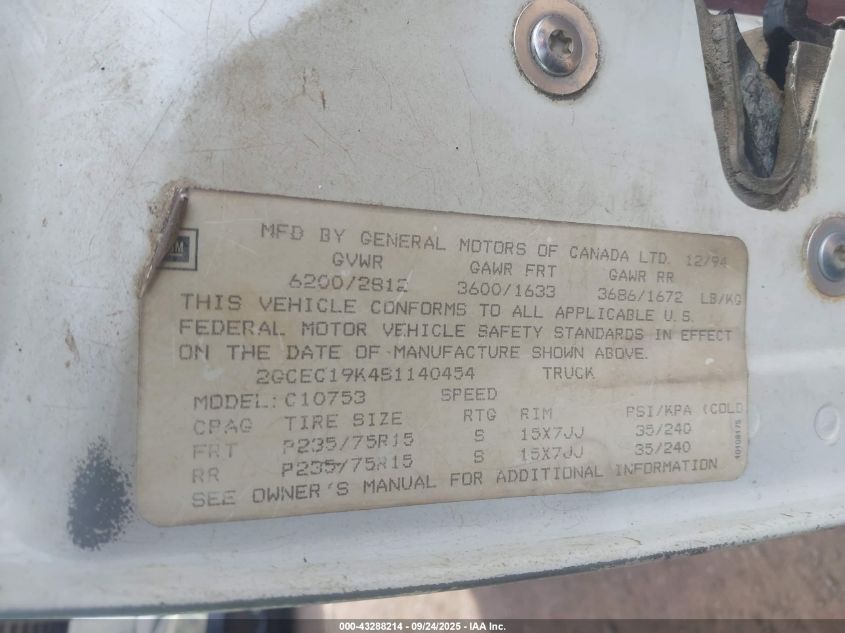 GM
MFD BY GENERAL MOTORS OF CANADA LTD. 12/94
GVWR GAWR FRT GAWR RR
6200/2812 3600/1633 3686/1672 LB/KG
THIS VEHICLE CONFORMS TO ALL APPLICABLE U.S.
FEDERAL MOTOR VEHICLE SAFETY STANDARDS IN EFFECT
ON THE DATE OF MANUFACTURE SHOWN ABOVE.
2GCEC19K4S1140454 TRUCK
MODEL: C10753 SPEED
CPAG TIRE SIZE RTG RIM PSI/KPA (COLD
FRT P235/75R15 S 15X7JJ 35/240
RR P235/75R15 S 15X7JJ 35/240
SEE OWNER'S MANUAL FOR ADDITIONAL INFORMATION
000-43288214 - 09/24/2025 - IAA Inc.